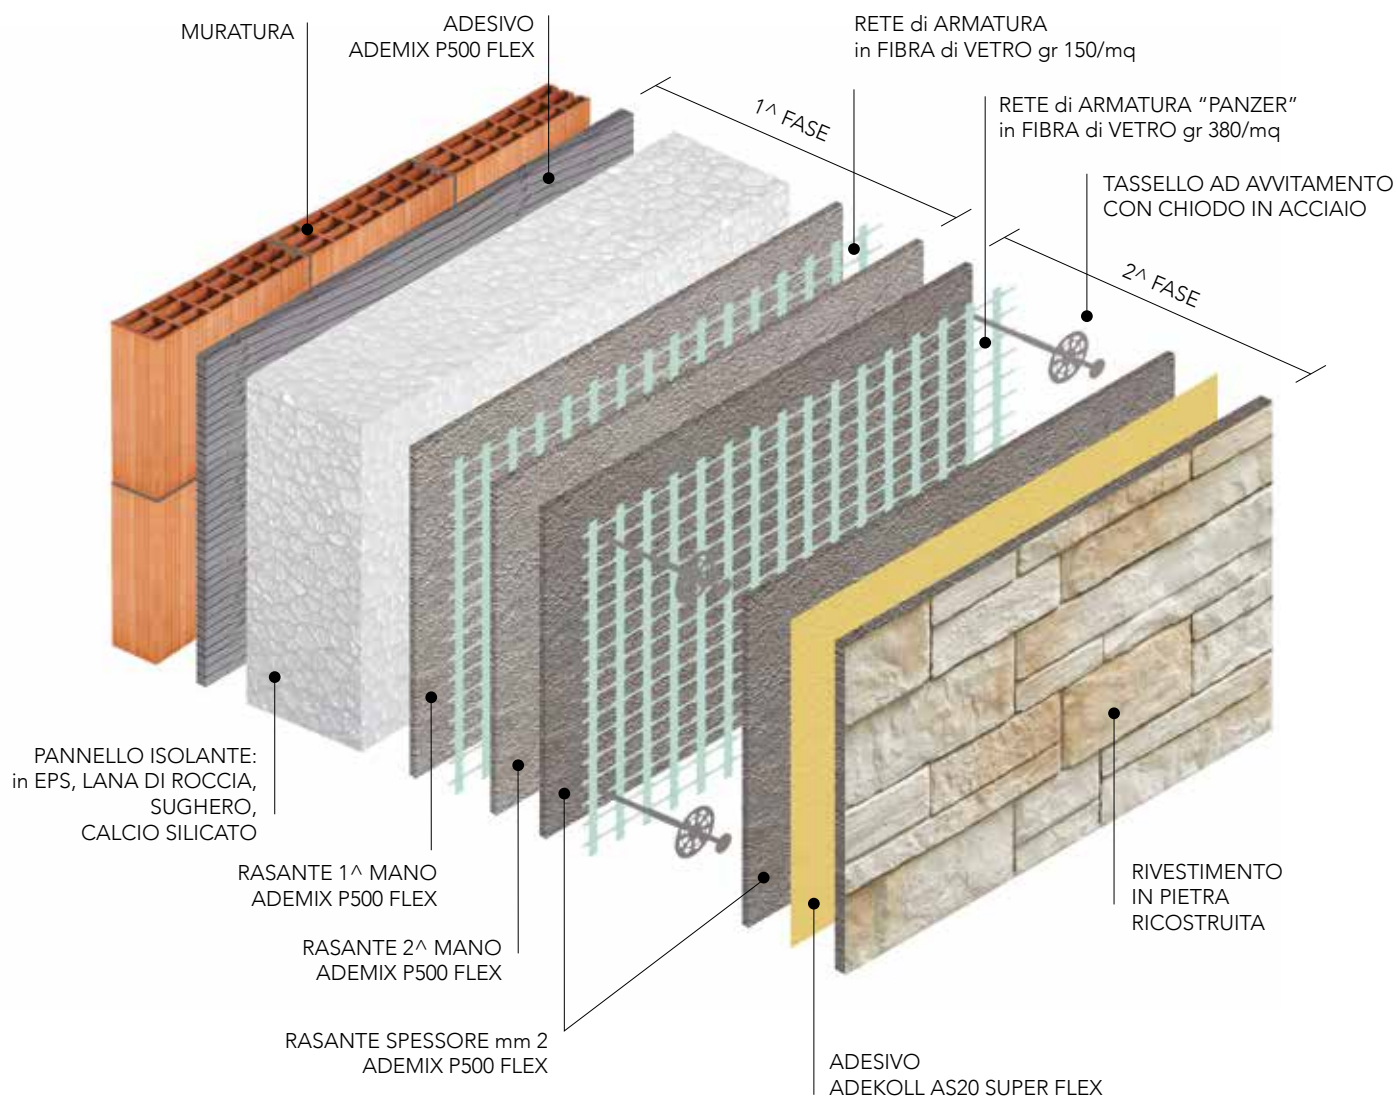 MURATURA
ADESIVO
ADEMIX P500 FLEX
RETE di ARMATURA
in FIBRA di VETRO gr 150/mq
1^ FASE
RETE di ARMATURA “PANZER”
in FIBRA di VETRO gr 380/mq
TASSELLO AD AVVITAMENTO
CON CHIODO IN ACCIAIO
2^ FASE
PANNELLO ISOLANTE:
in EPS, LANA DI ROCCIA,
SUGHERO,
CALCIO SILICATO
RASANTE 1^ MANO
ADEMIX P500 FLEX
RASANTE 2^ MANO
ADEMIX P500 FLEX
RASANTE SPESSORE mm 2
ADEMIX P500 FLEX
RIVESTIMENTO
IN PIETRA
RICOSTRUITA
ADESIVO
ADEKOLL AS20 SUPER FLEX